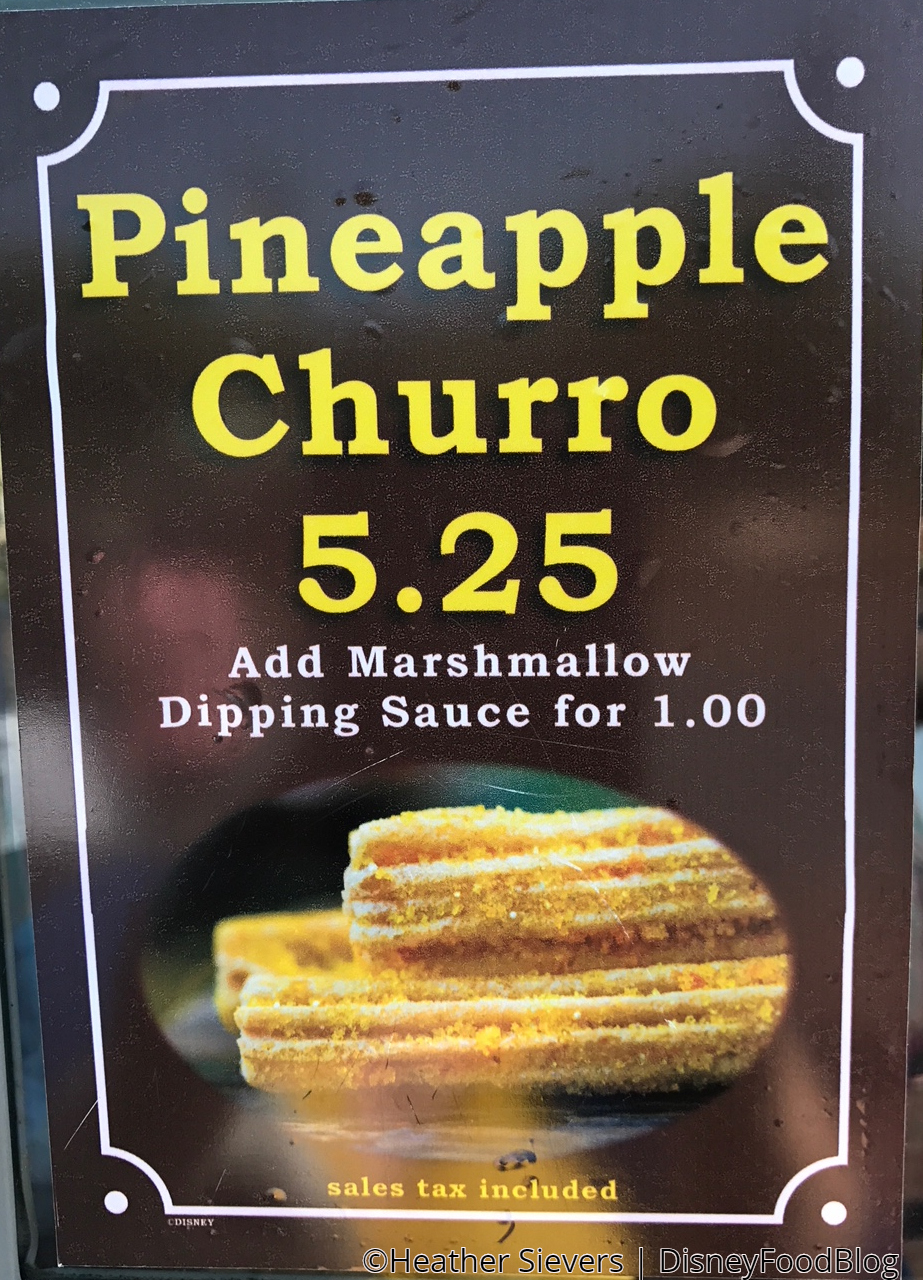 Pineapple
Churro
5.25
Add Marshmallow
Dipping Sauce for 1.00
sales tax included
©DISNEY
©Heather Sievers | DisneyFoodBlog